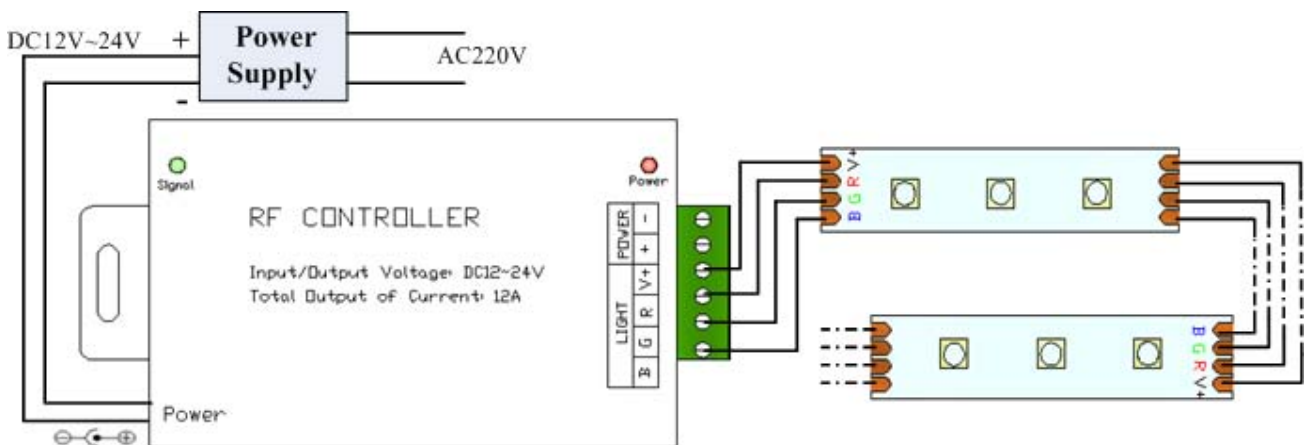 DC12V~24V
+
-
Power
Supply
AC220V
Signal
Power
RF CONTROLLER
Input/Output Voltage: DC12~24V
Total Output of Current: 12A
POWER
-
+
LIGHT
V+
R
G
B
Power
V+
R
G
B
B
G
R
V+